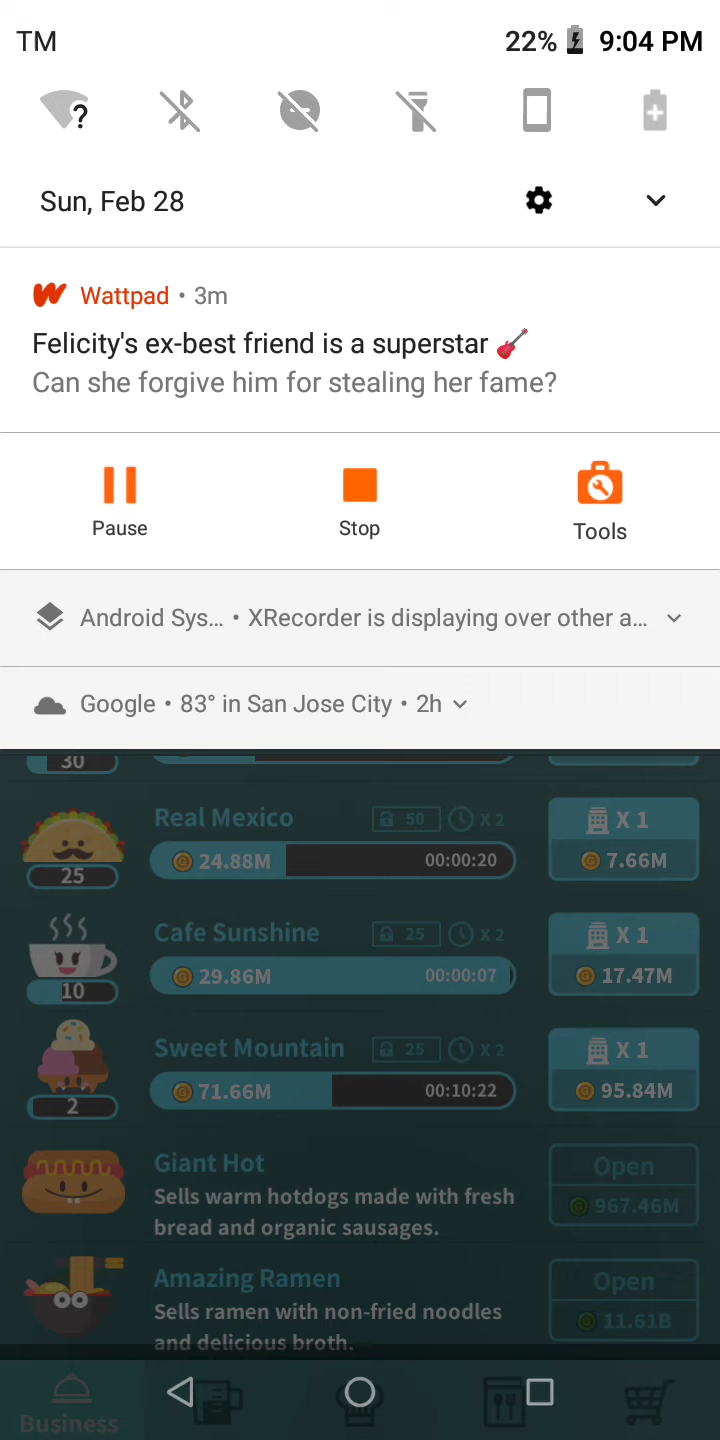 TM 22% 9:04 PM
?
Sun, Feb 28
Wattpad • 3m
Felicity's ex-best friend is a superstar 🎸
Can she forgive him for stealing her fame?
Pause Stop Tools
Android Sys... • XRecorder is displaying over other a...
Google • 83° in San Jose City • 2h
30
Real Mexico 50 X 2 X 1
25 G 24.88M 00:00:20 G 7.66M
Cafe Sunshine 25 X 2 X 1
10 G 29.86M 00:00:07 G 17.47M
Sweet Mountain 25 X 2 X 1
2 G 71.66M 00:10:22 G 95.84M
Giant Hot Open
Sells warm hotdogs made with fresh G 967.46M
bread and organic sausages.
Amazing Ramen Open
Sells ramen with non-fried noodles G 11.61B
and delicious broth.
Business